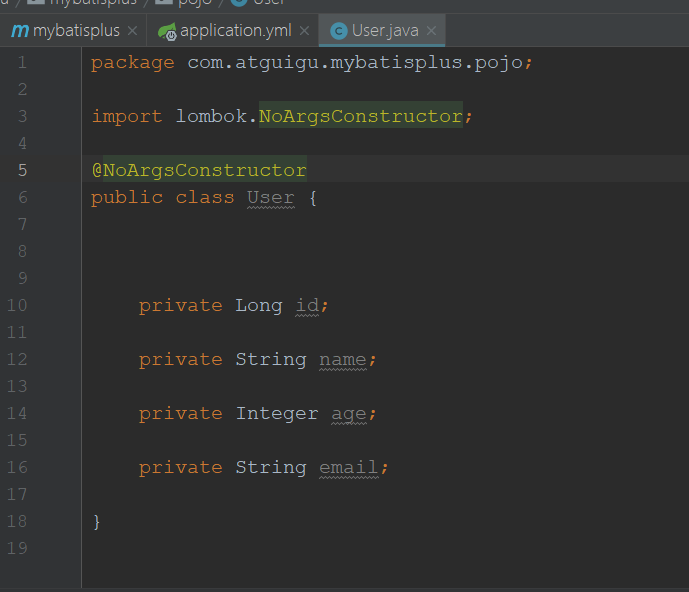 mybatisplus pojo User
mybatisplus application.yml User.java
1 package com.atguigu.mybatisplus.pojo;
2
3 import lombok.NoArgsConstructor;
4
5 @NoArgsConstructor
6 public class User {
7
8
9
10 private Long id;
11
12 private String name;
13
14 private Integer age;
15
16 private String email;
17
18 }
19